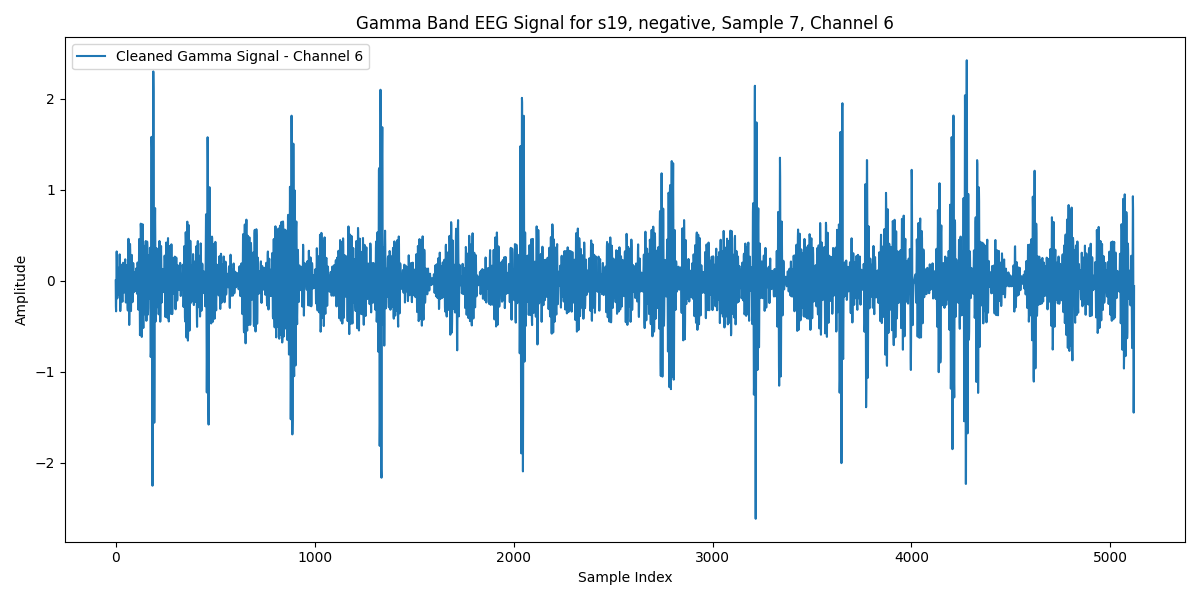 Gamma Band EEG Signal for s19, negative, Sample 7, Channel 6
Cleaned Gamma Signal - Channel 6
Amplitude
2
1
0
−1
−2
0 1000 2000 3000 4000 5000
Sample Index